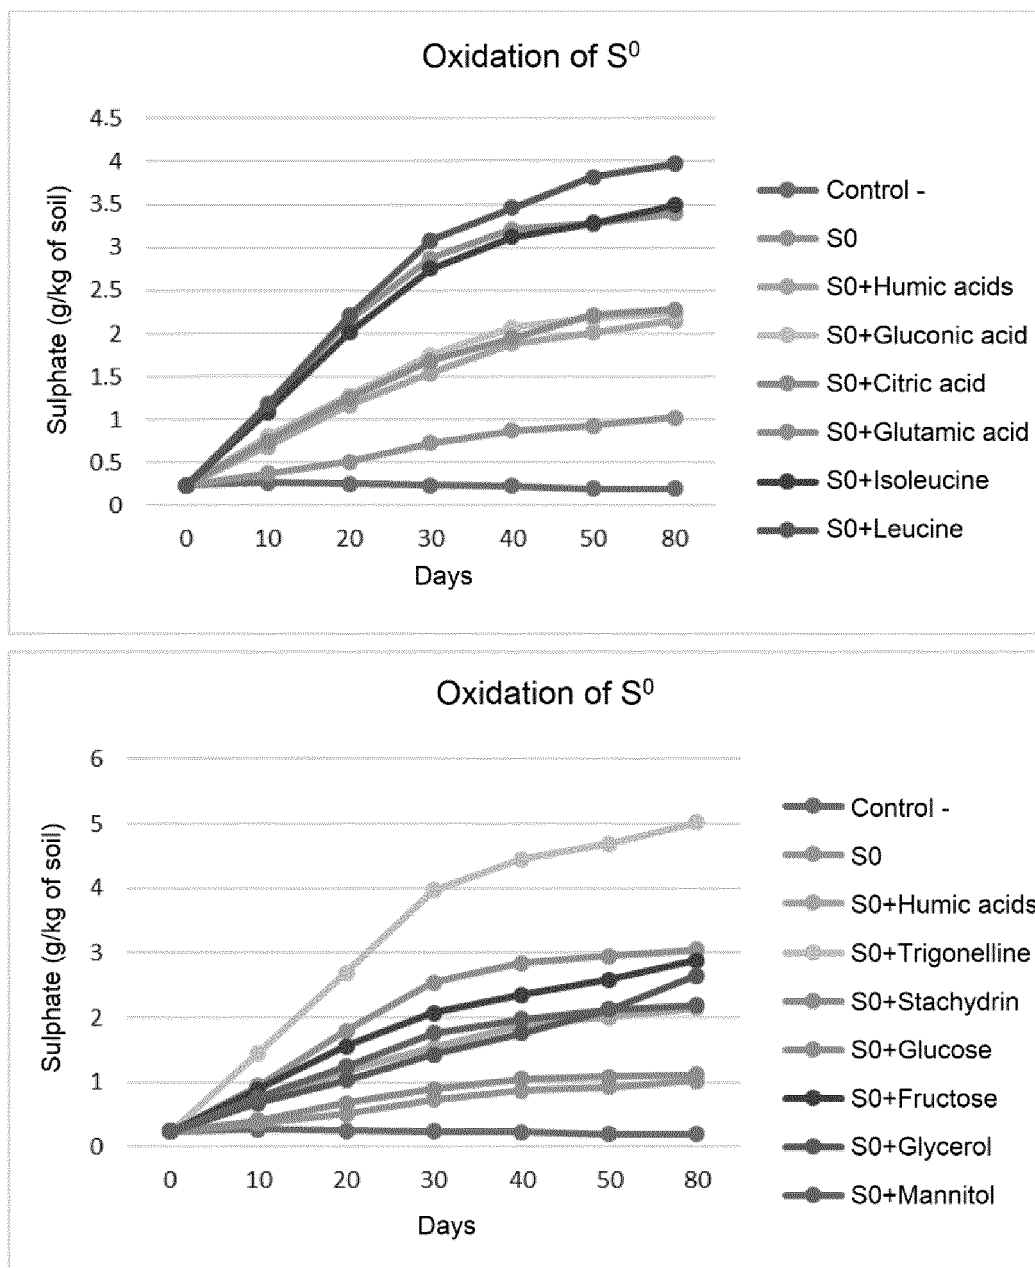 Oxidation of S⁰
4.5
4
3.5
3
2.5
2
1.5
1
0.5
0
Sulphate (g/kg of soil)
0 10 20 30 40 50 80
Days
Control -
S0
S0+Humic acids
S0+Gluconic acid
S0+Citric acid
S0+Glutamic acid
S0+Isoleucine
S0+Leucine
Oxidation of S⁰
6
5
4
3
2
1
0
Sulphate (g/kg of soil)
0 10 20 30 40 50 80
Days
Control -
S0
S0+Humic acids
S0+Trigonelline
S0+Stachydrin
S0+Glucose
S0+Fructose
S0+Glycerol
S0+Mannitol